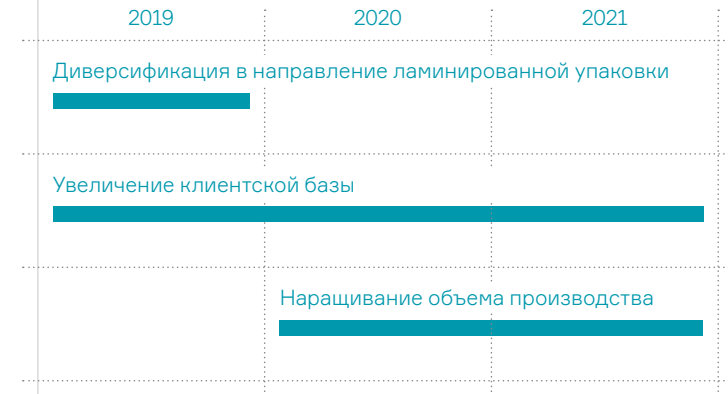 2019 2020 2021
Диверсификация в направление ламинированной упаковки
Увеличение клиентской базы
Наращивание объема производства